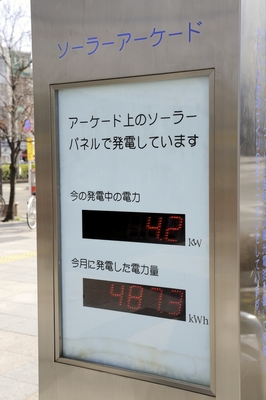 ソーラーアーケード
アーケード上のソーラー
パネルで発電しています
今の発電中の電力
4.2 kW
今月に発電した電力量
487.3 kWh